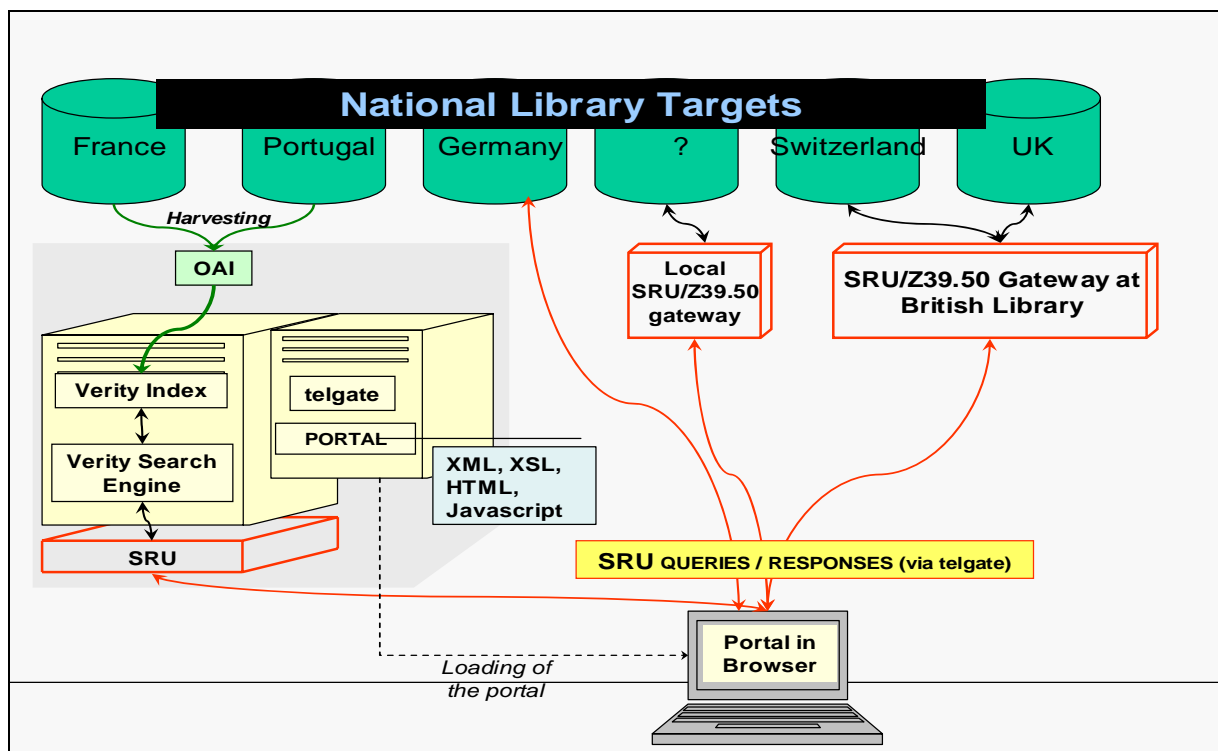 National Library Targets
France
Portugal
Germany
?
Switzerland
UK
Harvesting
OAI
Local
SRU/Z39.50
gateway
SRU/Z39.50 Gateway at
British Library
Verity Index
telgate
PORTAL
Verity Search
Engine
XML, XSL,
HTML,
Javascript
SRU
SRU QUERIES / RESPONSES (via telgate)
Portal in
Browser
Loading of
the portal